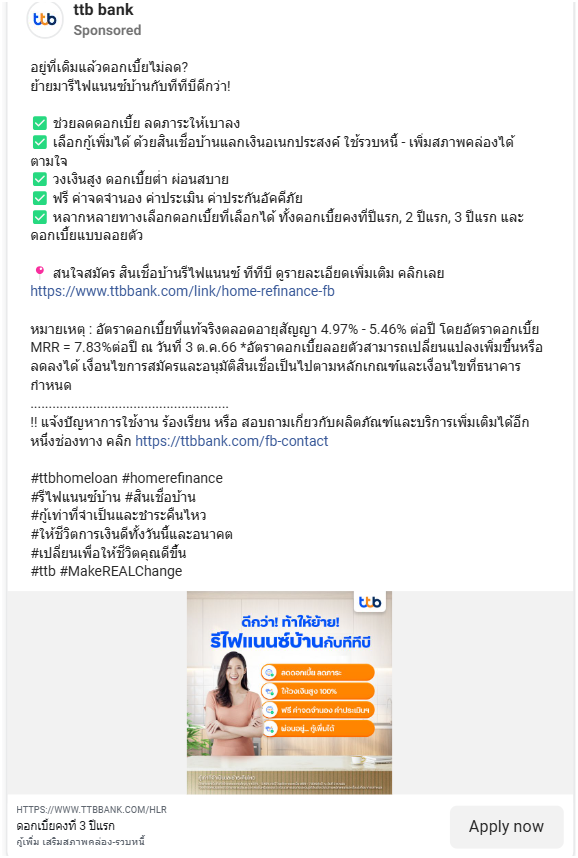 ttb
ttb bank
Sponsored
อยู่ที่เดิมแล้วดอกเบี้ยไม่ลด?
ย้ายมารีไฟแนนซ์บ้านกับทีทีบีดีกว่า!
✅ ช่วยลดดอกเบี้ย ลดภาระให้เบาลง
✅ เลือกกู้เพิ่มได้ ด้วยสินเชื่อบ้านแลกเงินอเนกประสงค์ ใช้รวบหนี้ - เพิ่มสภาพคล่องได้
ตามใจ
✅ วงเงินสูง ดอกเบี้ยต่ำ ผ่อนสบาย
✅ ฟรี ค่าจดจำนอง ค่าประเมิน ค่าประกันอัคคีภัย
✅ หลากหลายทางเลือกดอกเบี้ยที่เลือกได้ ทั้งดอกเบี้ยคงที่ปีแรก, 2 ปีแรก, 3 ปีแรก และ
ดอกเบี้ยแบบลอยตัว
📍 สนใจสมัคร สินเชื่อบ้านรีไฟแนนซ์ ทีทีบี ดูรายละเอียดเพิ่มเติม คลิกเลย
https://www.ttbbank.com/link/home-refinance-fb
หมายเหตุ : อัตราดอกเบี้ยที่แท้จริงตลอดอายุสัญญา 4.97% - 5.46% ต่อปี โดยอัตราดอกเบี้ย
MRR = 7.83%ต่อปี ณ วันที่ 3 ต.ค.66 *อัตราดอกเบี้ยลอยตัวสามารถเปลี่ยนแปลงเพิ่มขึ้นหรือ
ลดลงได้ เงื่อนไขการสมัครและอนุมัติสินเชื่อเป็นไปตามหลักเกณฑ์และเงื่อนไขที่ธนาคาร
กำหนด
.......................................................
!! แจ้งปัญหาการใช้งาน ร้องเรียน หรือ สอบถามเกี่ยวกับผลิตภัณฑ์และบริการเพิ่มเติมได้อีก
หนึ่งช่องทาง คลิก https://ttbbank.com/fb-contact
#ttbhomeloan #homerefinance
#รีไฟแนนซ์บ้าน #สินเชื่อบ้าน
#กู้เท่าที่จำเป็นและชำระคืนไหว
#ให้ชีวิตการเงินดีทั้งวันนี้และอนาคต
#เปลี่ยนเพื่อให้ชีวิตคุณดีขึ้น
#ttb #MakeREALChange
ttb
ดีกว่า! ท้าให้ย้าย!
รีไฟแนนซ์บ้านกับทีทีบี
ลดดอกเบี้ย ลดภาระ
ให้วงเงินสูง 100%
ฟรี ค่าจดจำนอง ค่าประเมินฯ
ผ่อนอยู่... กู้เพิ่มได้
HTTPS://WWW.TTBBANK.COM/HLR
ดอกเบี้ยคงที่ 3 ปีแรก
กู้เพิ่ม เสริมสภาพคล่อง-รวบหนี้
Apply now